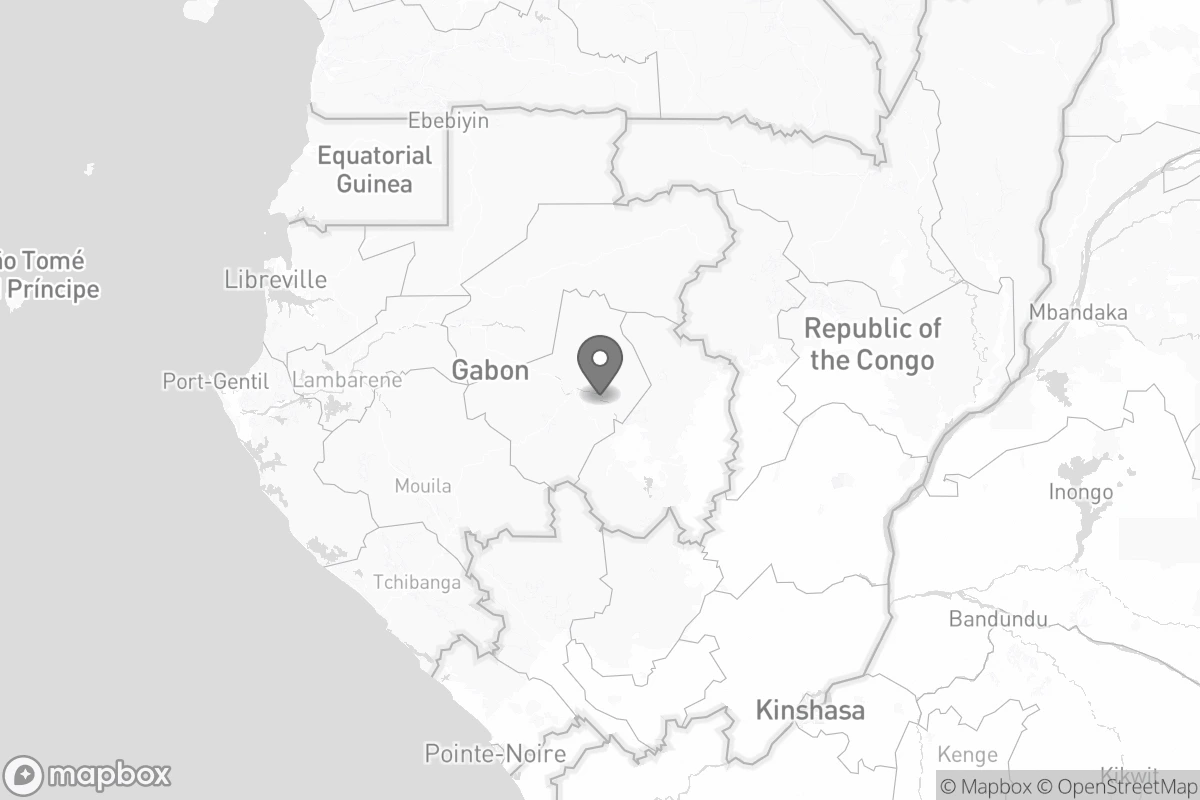 Ebebiyin
Equatorial
Guinea
ão Tomé
Príncipe
Libreville
Mbandaka
Republic of
the Congo
Gabon
Port-Gentil
Lambarene
Mouila
Inongo
Tchibanga
Bandundu
Kinshasa
Pointe-Noire
Kenge
Kikwit
mapbox
© Mapbox © OpenStreetMap